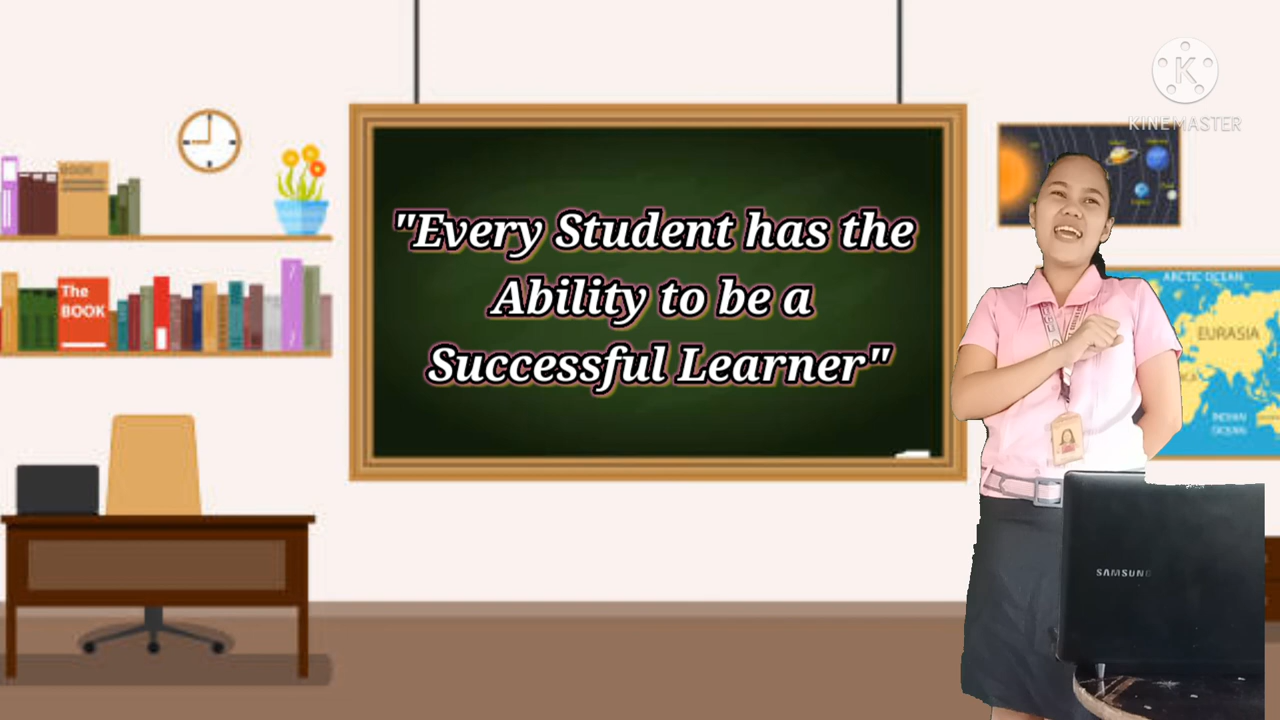 KINEMASTER
BOOK
"Every Student has the
Ability to be a
Successful Learner"
The
BOOK
ARCTIC OCEAN
EURASIA
INDIAN
OCEAN
SAMSUNG